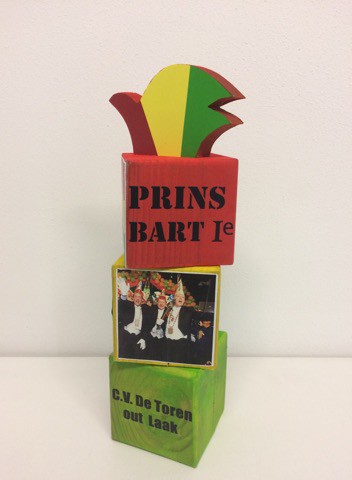 PRINS
BART Ie
C.V. De Toren
out Laak